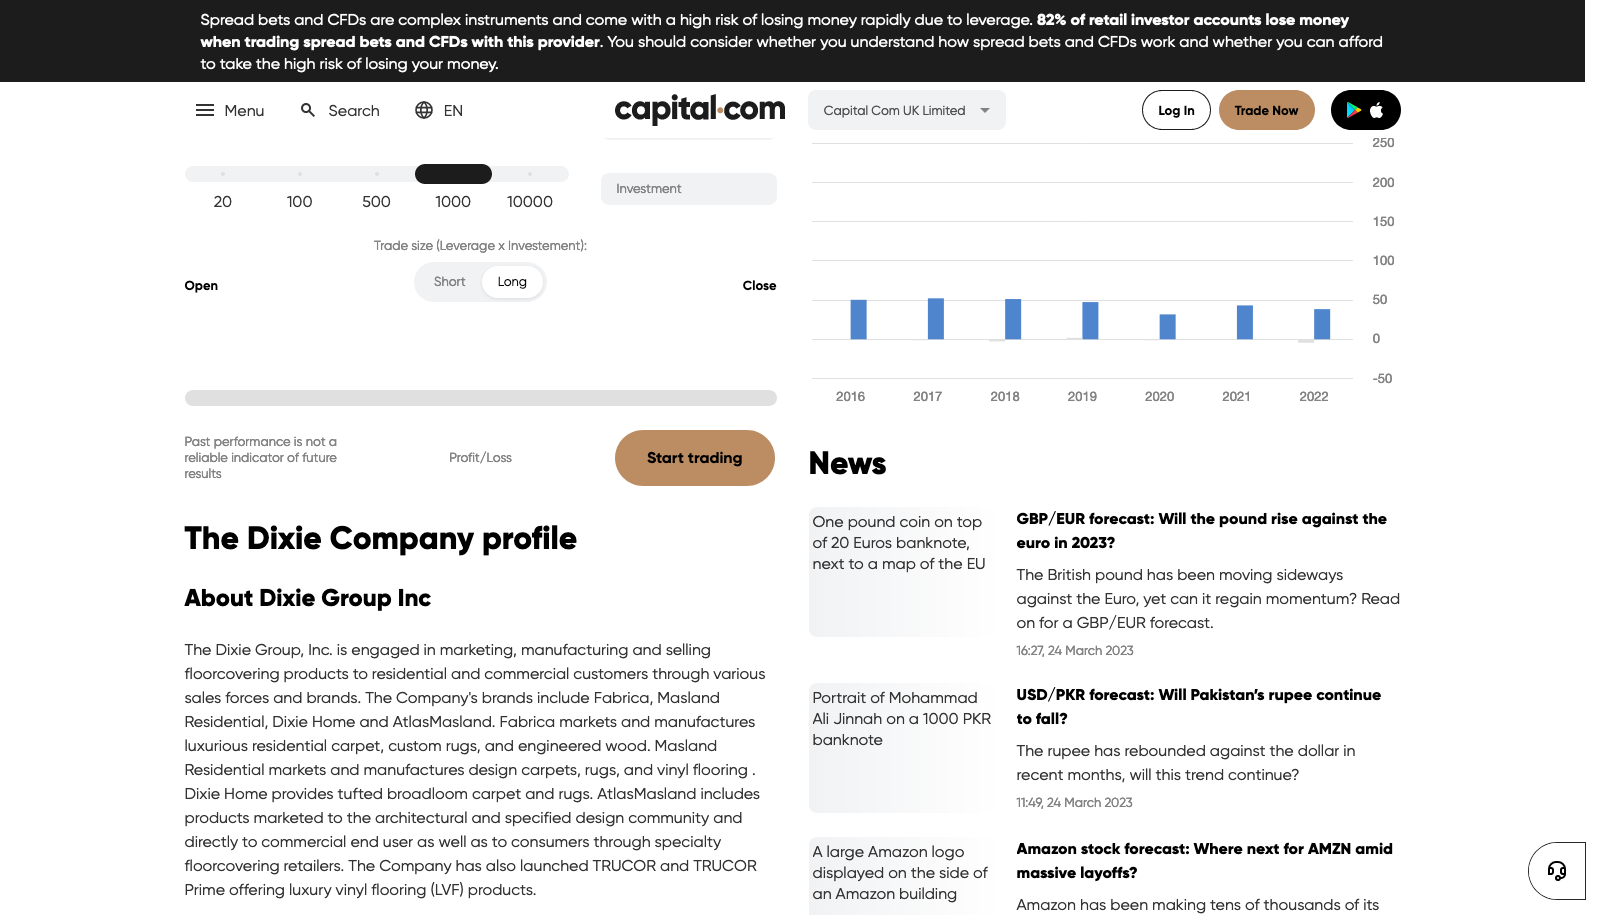 Spread bets and CFDs are complex instruments and come with a high risk of losing money rapidly due to leverage. 82% of retail investor accounts lose money
when trading spread bets and CFDs with this provider. You should consider whether you understand how spread bets and CFDs work and whether you can afford
to take the high risk of losing your money.
Menu
Search
EN
capital.com
Capital Com UK Limited
Log In
Trade Now
20
100
500
1000
10000
Investment
Trade size (Leverage x Investement):
Open
Short
Long
Close
Past performance is not a
reliable indicator of future
results
Profit/Loss
Start trading
The Dixie Company profile
About Dixie Group Inc
The Dixie Group, Inc. is engaged in marketing, manufacturing and selling
floorcovering products to residential and commercial customers through various
sales forces and brands. The Company's brands include Fabrica, Masland
Residential, Dixie Home and AtlasMasland. Fabrica markets and manufactures
luxurious residential carpet, custom rugs, and engineered wood. Masland
Residential markets and manufactures design carpets, rugs, and vinyl flooring .
Dixie Home provides tufted broadloom carpet and rugs. AtlasMasland includes
products marketed to the architectural and specified design community and
directly to commercial end user as well as to consumers through specialty
floorcovering retailers. The Company has also launched TRUCOR and TRUCOR
Prime offering luxury vinyl flooring (LVF) products.
250
200
150
100
50
0
-50
2016
2017
2018
2019
2020
2021
2022
News
One pound coin on top
of 20 Euros banknote,
next to a map of the EU
GBP/EUR forecast: Will the pound rise against the
euro in 2023?
The British pound has been moving sideways
against the Euro, yet can it regain momentum? Read
on for a GBP/EUR forecast.
16:27, 24 March 2023
Portrait of Mohammad
Ali Jinnah on a 1000 PKR
banknote
USD/PKR forecast: Will Pakistan’s rupee continue
to fall?
The rupee has rebounded against the dollar in
recent months, will this trend continue?
11:49, 24 March 2023
A large Amazon logo
displayed on the side of
an Amazon building
Amazon stock forecast: Where next for AMZN amid
massive layoffs?
Amazon has been making tens of thousands of its